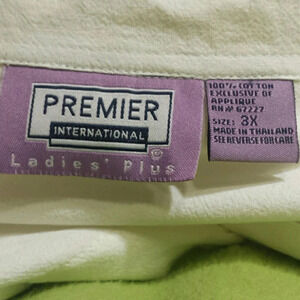 PREMIER
INTERNATIONAL
©
Ladies' plus
100% COTTON
EXCLUSIVE OF
APPLIQUE
RN# 67227
SIZE: 3X
MADE IN THAILAND
SEE REVERSE FOR CARE